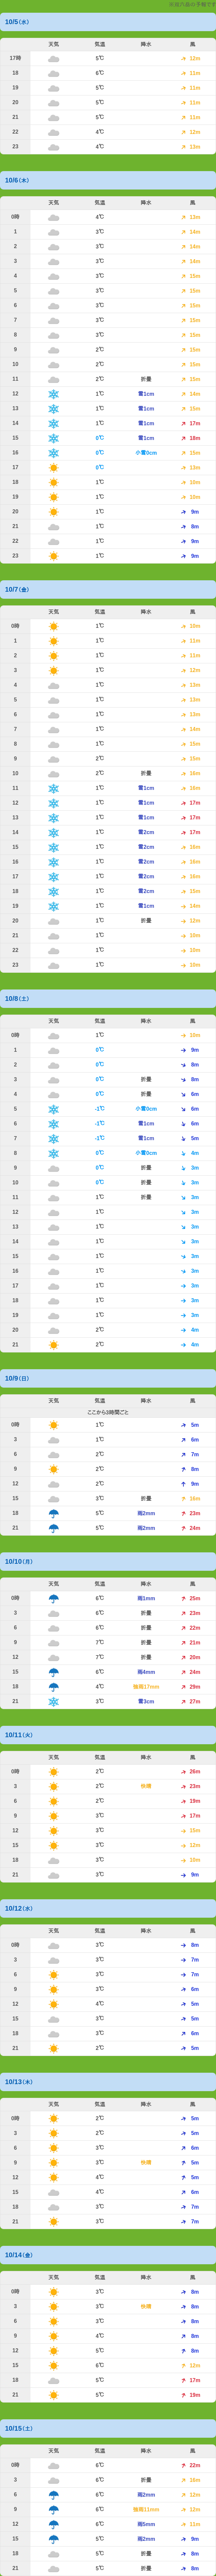 10/5(水)
天気 気温 降水 風
17時 5℃ 12m
18 6℃ 11m
19 5℃ 11m
20 5℃ 11m
21 5℃ 11m
22 4℃ 12m
23 4℃ 13m
10/6(木)
天気 気温 降水 風
0時 4℃ 13m
1 3℃ 14m
2 3℃ 14m
3 3℃ 14m
4 3℃ 15m
5 3℃ 15m
6 3℃ 15m
7 3℃ 15m
8 3℃ 15m
9 2℃ 15m
10 2℃ 15m
11 2℃ 折畳 15m
12 1℃ 雪1cm 14m
13 1℃ 雪1cm 15m
14 1℃ 雪1cm 17m
15 0℃ 雪1cm 18m
16 0℃ 小雪0cm 15m
17 0℃ 13m
18 1℃ 10m
19 1℃ 10m
20 1℃ 9m
21 1℃ 8m
22 1℃ 9m
23 1℃ 9m
10/7(金)
天気 気温 降水 風
0時 1℃ 10m
1 1℃ 11m
2 1℃ 11m
3 1℃ 12m
4 1℃ 13m
5 1℃ 13m
6 1℃ 13m
7 1℃ 14m
8 1℃ 15m
9 2℃ 15m
10 2℃ 折畳 16m
11 1℃ 雪1cm 16m
12 1℃ 雪1cm 17m
13 1℃ 雪1cm 17m
14 1℃ 雪2cm 17m
15 1℃ 雪2cm 16m
16 1℃ 雪2cm 16m
17 1℃ 雪2cm 16m
18 1℃ 雪2cm 15m
19 1℃ 雪1cm 14m
20 1℃ 折畳 12m
21 1℃ 10m
22 1℃ 10m
23 1℃ 10m
10/8(土)
天気 気温 降水 風
0時 1℃ 10m
1 0℃ 9m
2 0℃ 8m
3 0℃ 折畳 8m
4 0℃ 折畳 6m
5 -1℃ 小雪0cm 6m
6 -1℃ 雪1cm 6m
7 -1℃ 雪1cm 5m
8 0℃ 小雪0cm 4m
9 0℃ 折畳 3m
10 0℃ 折畳 3m
11 1℃ 折畳 3m
12 1℃ 3m
13 1℃ 3m
14 1℃ 3m
15 1℃ 3m
16 1℃ 3m
17 1℃ 3m
18 1℃ 3m
19 1℃ 3m
20 2℃ 4m
21 2℃ 4m
10/9(日)
天気 気温 降水 風
ここから3時間ごと
0時 1℃ 5m
3 1℃ 6m
6 2℃ 7m
9 2℃ 8m
12 2℃ 9m
15 3℃ 折畳 16m
18 5℃ 雨2mm 23m
21 5℃ 雨2mm 24m
10/10(月)
天気 気温 降水 風
0時 6℃ 雨1mm 25m
3 6℃ 折畳 23m
6 6℃ 折畳 22m
9 7℃ 折畳 21m
12 7℃ 折畳 20m
15 6℃ 雨4mm 24m
18 4℃ 強雨17mm 29m
21 3℃ 雪3cm 27m
10/11(火)
天気 気温 降水 風
0時 2℃ 26m
3 2℃ 快晴 23m
6 2℃ 19m
9 3℃ 17m
12 3℃ 15m
15 3℃ 12m
18 3℃ 10m
21 3℃ 9m
10/12(水)
天気 気温 降水 風
0時 3℃ 8m
3 3℃ 7m
6 3℃ 7m
9 3℃ 6m
12 4℃ 5m
15 3℃ 5m
18 3℃ 6m
21 2℃ 5m
10/13(木)
天気 気温 降水 風
0時 2℃ 5m
3 2℃ 5m
6 3℃ 6m
9 3℃ 快晴 5m
12 4℃ 5m
15 4℃ 6m
18 3℃ 7m
21 3℃ 7m
10/14(金)
天気 気温 降水 風
0時 3℃ 8m
3 3℃ 快晴 8m
6 3℃ 8m
9 4℃ 8m
12 5℃ 8m
15 6℃ 12m
18 5℃ 17m
21 5℃ 19m
10/15(土)
天気 気温 降水 風
0時 6℃ 22m
3 6℃ 折畳 16m
6 6℃ 雨2mm 12m
9 6℃ 強雨11mm 12m
12 6℃ 雨5mm 11m
15 5℃ 雨2mm 9m
18 5℃ 折畳 8m
21 5℃ 折畳 8m